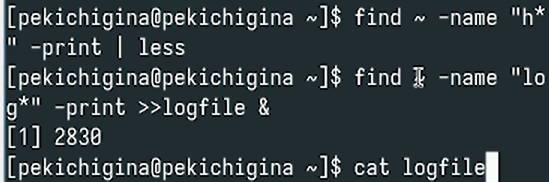 [pekichigina@pekichigina ~]$ find ~ -name "h*
" -print | less
[pekichigina@pekichigina ~]$ find -name "lo
g*" -print >>logfile &
[1] 2830
[pekichigina@pekichigina ~]$ cat logfile